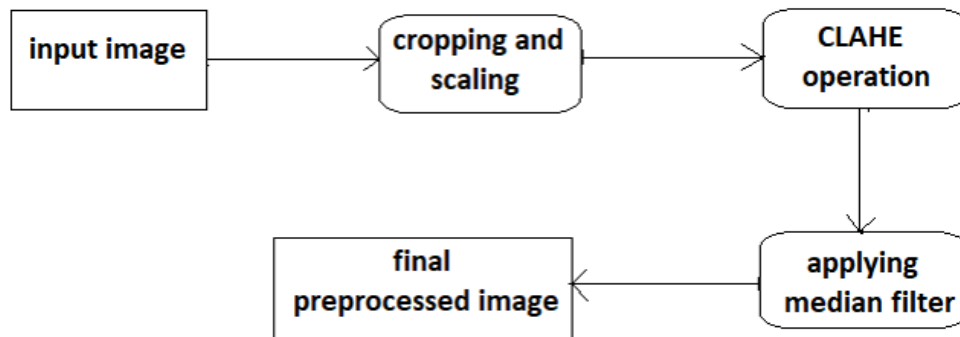 input image
cropping and
scaling
CLAHE
operation
applying
median filter
final
preprocessed image